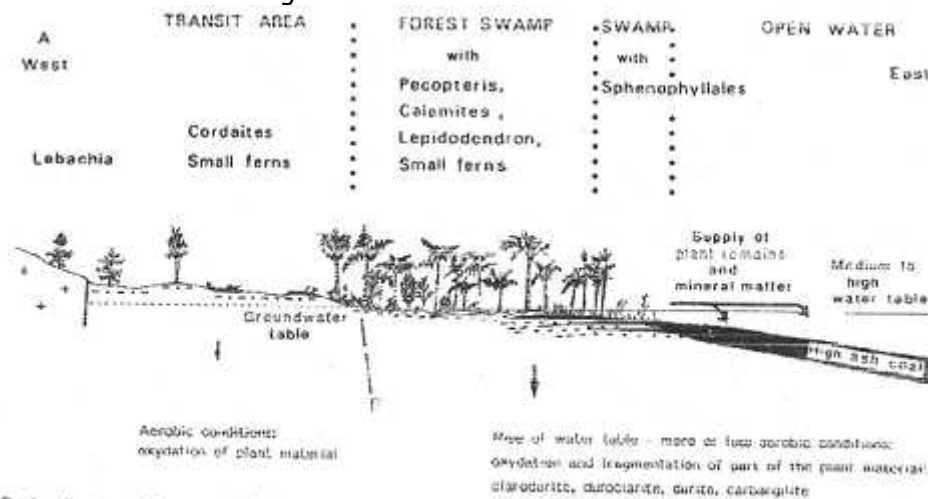 TRANSIT AREA
FOREST SWAMP
SWAMP
OPEN WATER
A
West
with
with
East
Pecopteris,
Sphenophyllales
Calamites,
Cordaites
Lepidodendron,
Lebachia
Small ferns
Small ferns
Supply of
plant remains
and
mineral matter
Medium to
high
water table
Groundwater
table
High ash coal
Aerobic conditions:
oxydation of plant material
of water table - more or less aerobic conditions:
oxydation and fragmentation of part of the plant material
clarodurite, duroclarite, durite, carbargilite